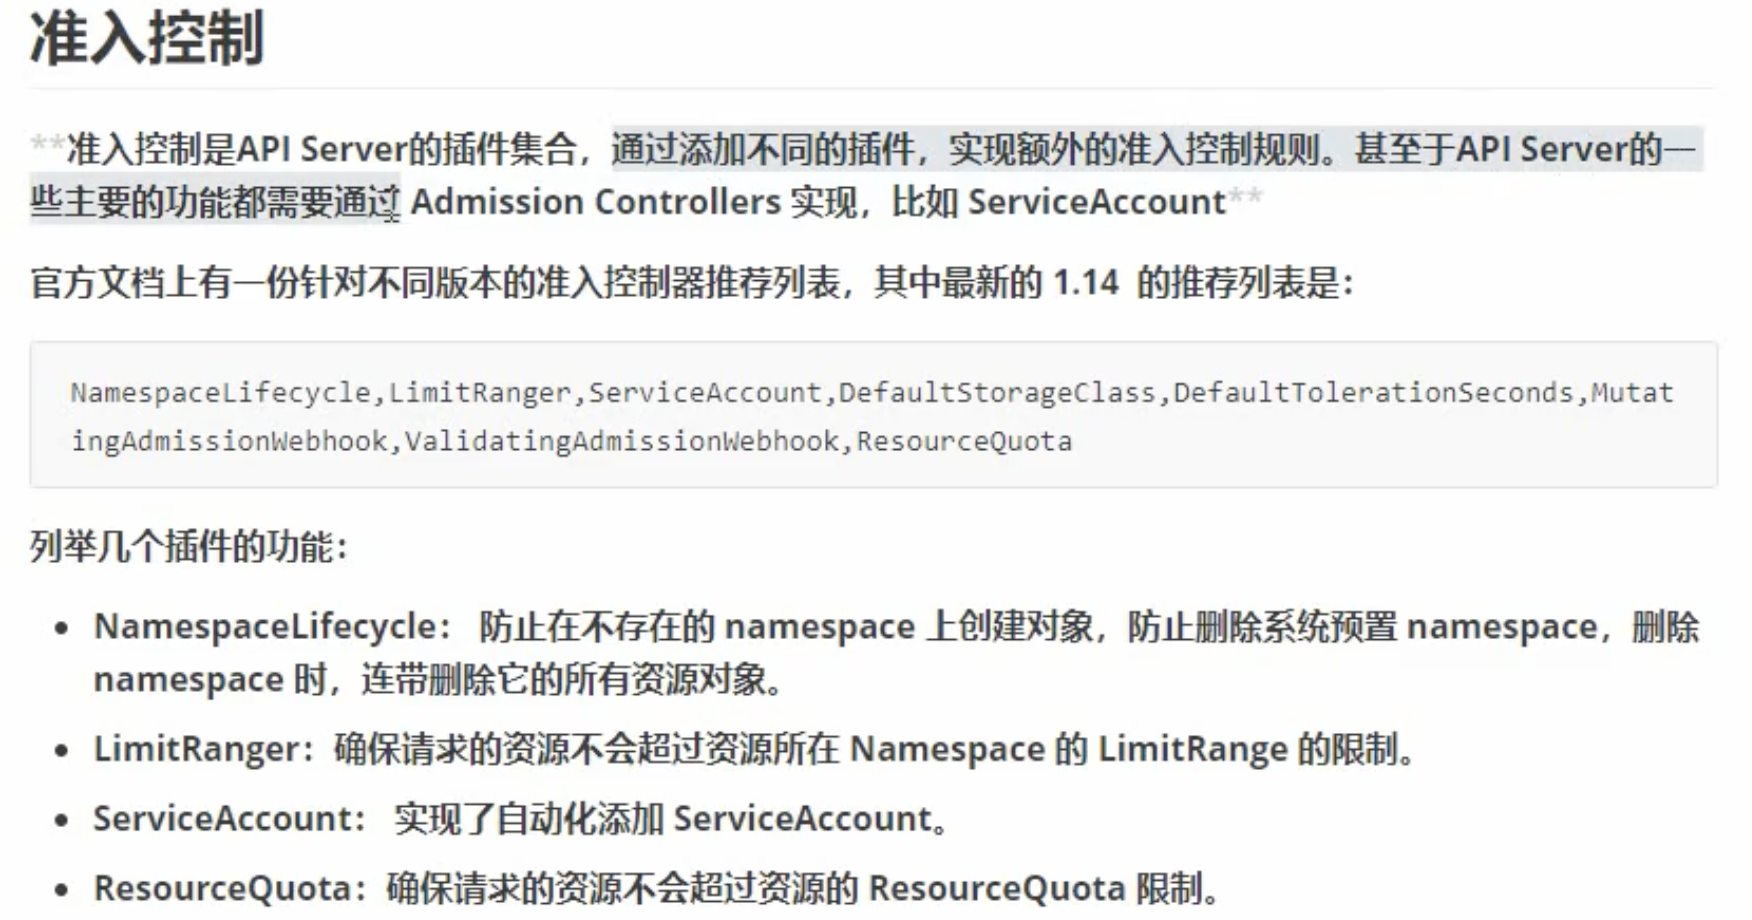 准入控制
**准入控制是API Server的插件集合，通过添加不同的插件，实现额外的准入控制规则。甚至于API Server的一
些主要的功能都需要通过 Admission Controllers 实现，比如 ServiceAccount**
官方文档上有一份针对不同版本的准入控制器推荐列表，其中最新的 1.14 的推荐列表是：
NamespaceLifecycle,LimitRanger,ServiceAccount,DefaultStorageClass,DefaultTolerationSeconds,Mutat
ingAdmissionWebhook,ValidatingAdmissionWebhook,ResourceQuota
列举几个插件的功能：
• NamespaceLifecycle： 防止在不存在的 namespace 上创建对象，防止删除系统预置 namespace，删除
namespace 时，连带删除它的所有资源对象。
• LimitRanger：确保请求的资源不会超过资源所在 Namespace 的 LimitRange 的限制。
• ServiceAccount： 实现了自动化添加 ServiceAccount。
• ResourceQuota：确保请求的资源不会超过资源的 ResourceQuota 限制。